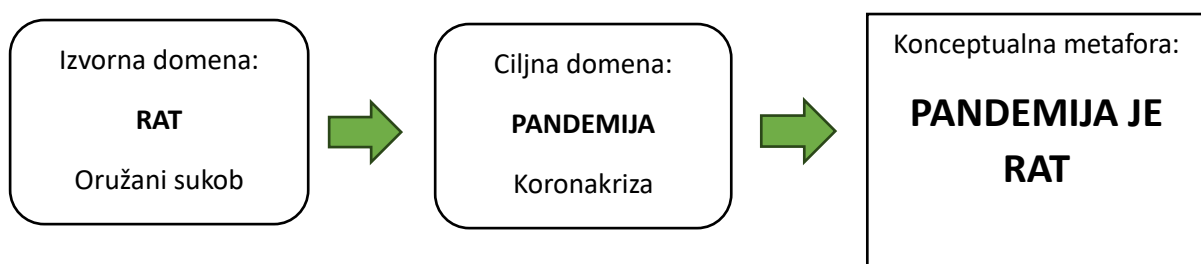 Izvorna domena:
RAT
Oružani sukob
Ciljna domena:
PANDEMIJA
Koronakriza
Konceptualna metafora:
PANDEMIJA JE
RAT